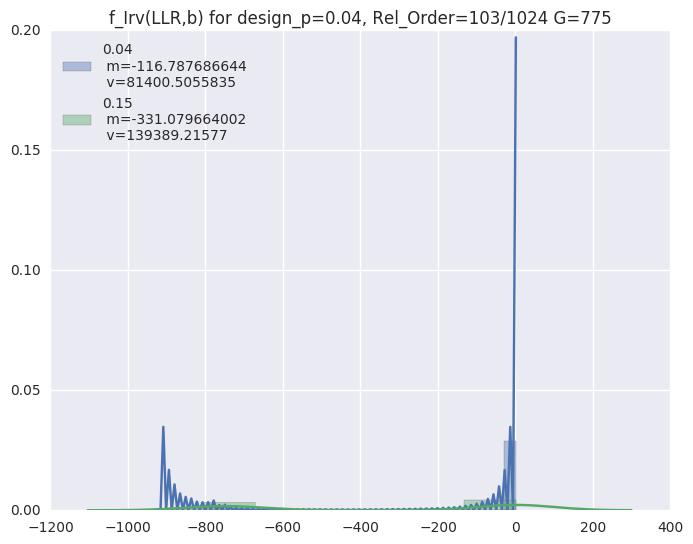 f_Irv(LLR,b) for design_p=0.04, Rel_Order=103/1024 G=775
0.04
m=-116.787686644
v=81400.5055835
0.15
m=-331.079664002
v=139389.21577
0.20
0.15
0.10
0.05
0.00
−1200 −1000 −800 −600 −400 −200 0 200 400